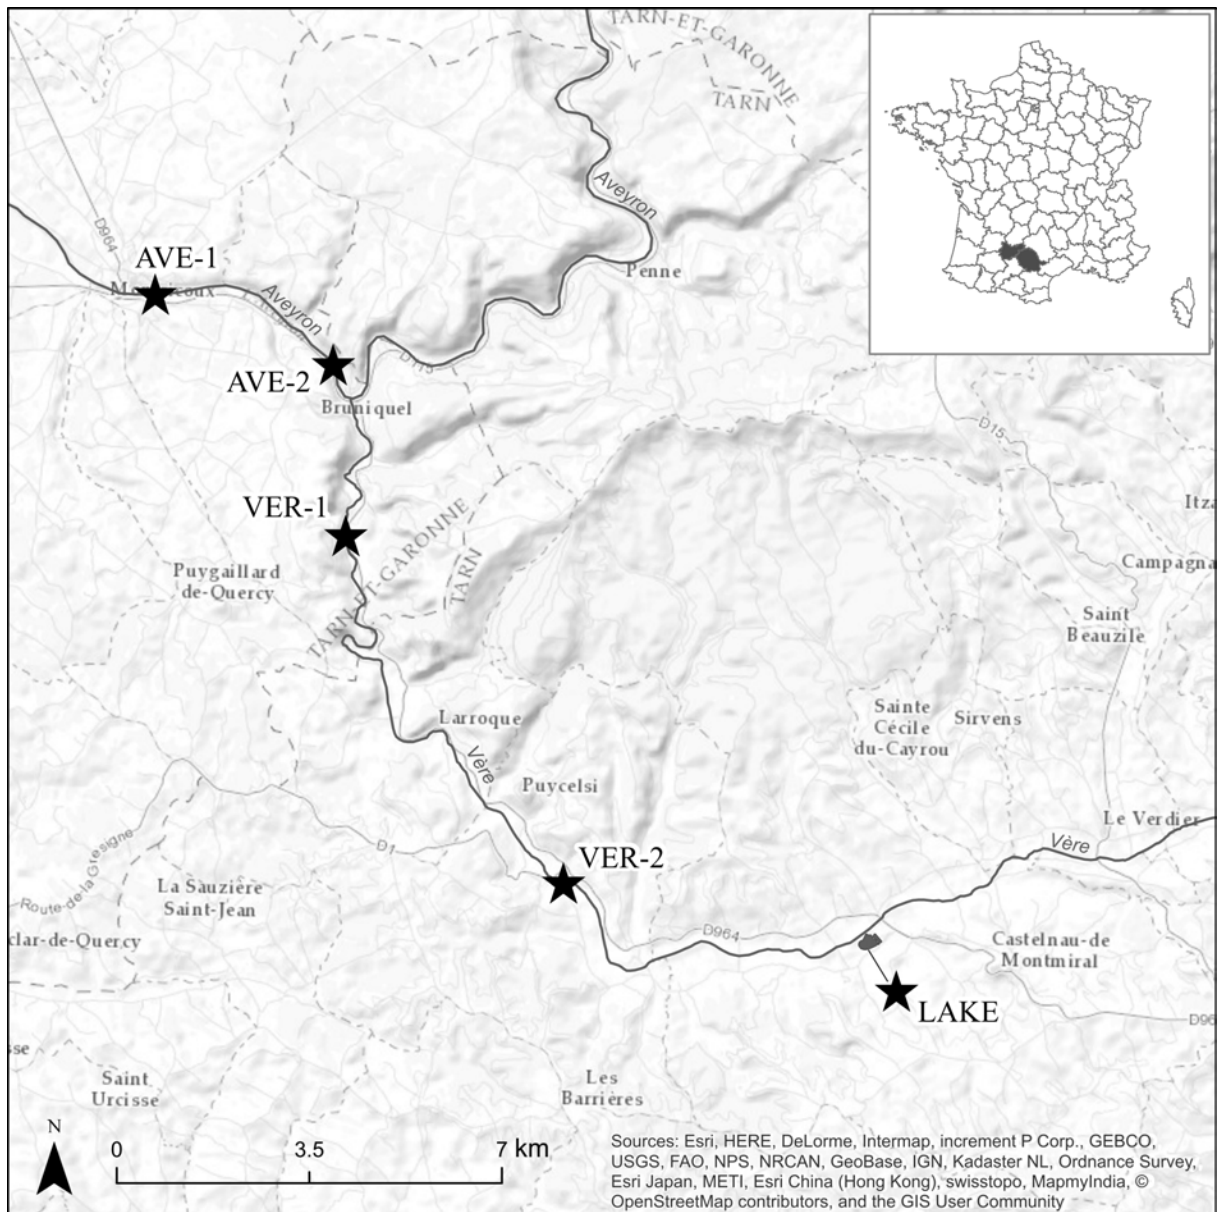 TARN-ET-GARONNE
TARN
Aveyron
Penne
D964
AVE-1
Aveyron
D115
AVE-2
Bruniquel
D15
VER-1
TARN-ET-GARONNE
TARN
Itza
Campagna
Puygaillard
de-Quercy
Saint
Beauzile
Larroque
Sainte
Cécile
du-Cayrou
Sirvens
Vère
Puycelsi
Le Verdier
Vère
D1
Route-de-la-Grésigne
VER-2
La Sauzière
Saint-Jean
clar-de-Quercy
D964
Castelnau-de
Montmiral
LAKE
D96
sse
Saint
Urcisse
Les
Barrières
N
0 3.5 7 km
Sources: Esri, HERE, DeLorme, Intermap, increment P Corp., GEBCO,
USGS, FAO, NPS, NRCAN, GeoBase, IGN, Kadaster NL, Ordnance Survey,
Esri Japan, METI, Esri China (Hong Kong), swisstopo, MapmyIndia, ©
OpenStreetMap contributors, and the GIS User Community